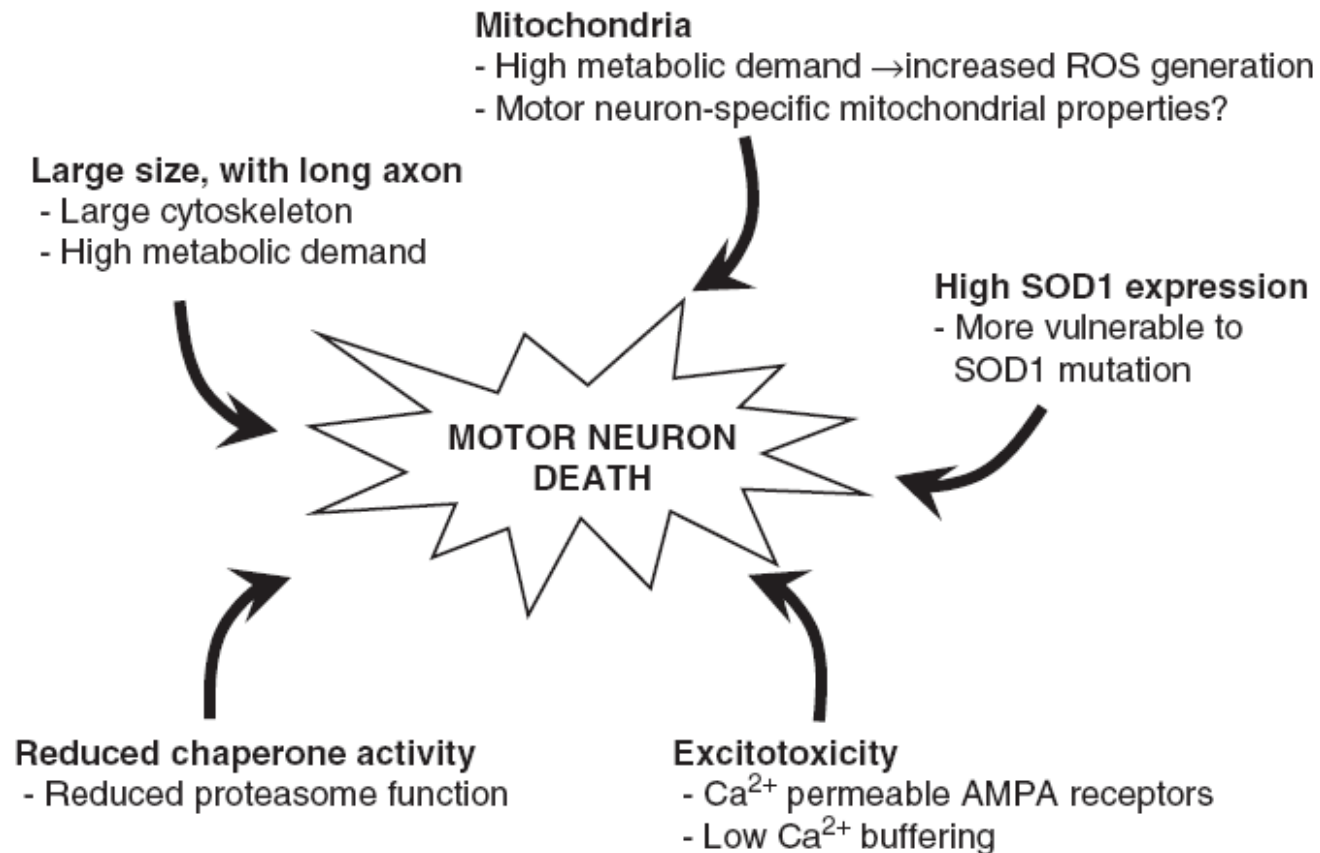 Mitochondria
- High metabolic demand →increased ROS generation
- Motor neuron-specific mitochondrial properties?
Large size, with long axon
- Large cytoskeleton
- High metabolic demand
High SOD1 expression
- More vulnerable to
SOD1 mutation
MOTOR NEURON
DEATH
Reduced chaperone activity
- Reduced proteasome function
Excitotoxicity
- Ca²⁺ permeable AMPA receptors
- Low Ca²⁺ buffering